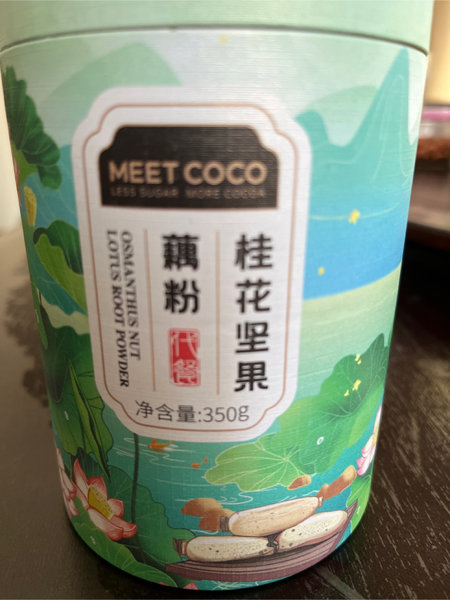 MEET COCO
LESS SUGAR MORE COCOA
桂花坚果
藕粉
代餐
OSMANTHUS NUT
LOTUS ROOT POWDER
净含量:350g